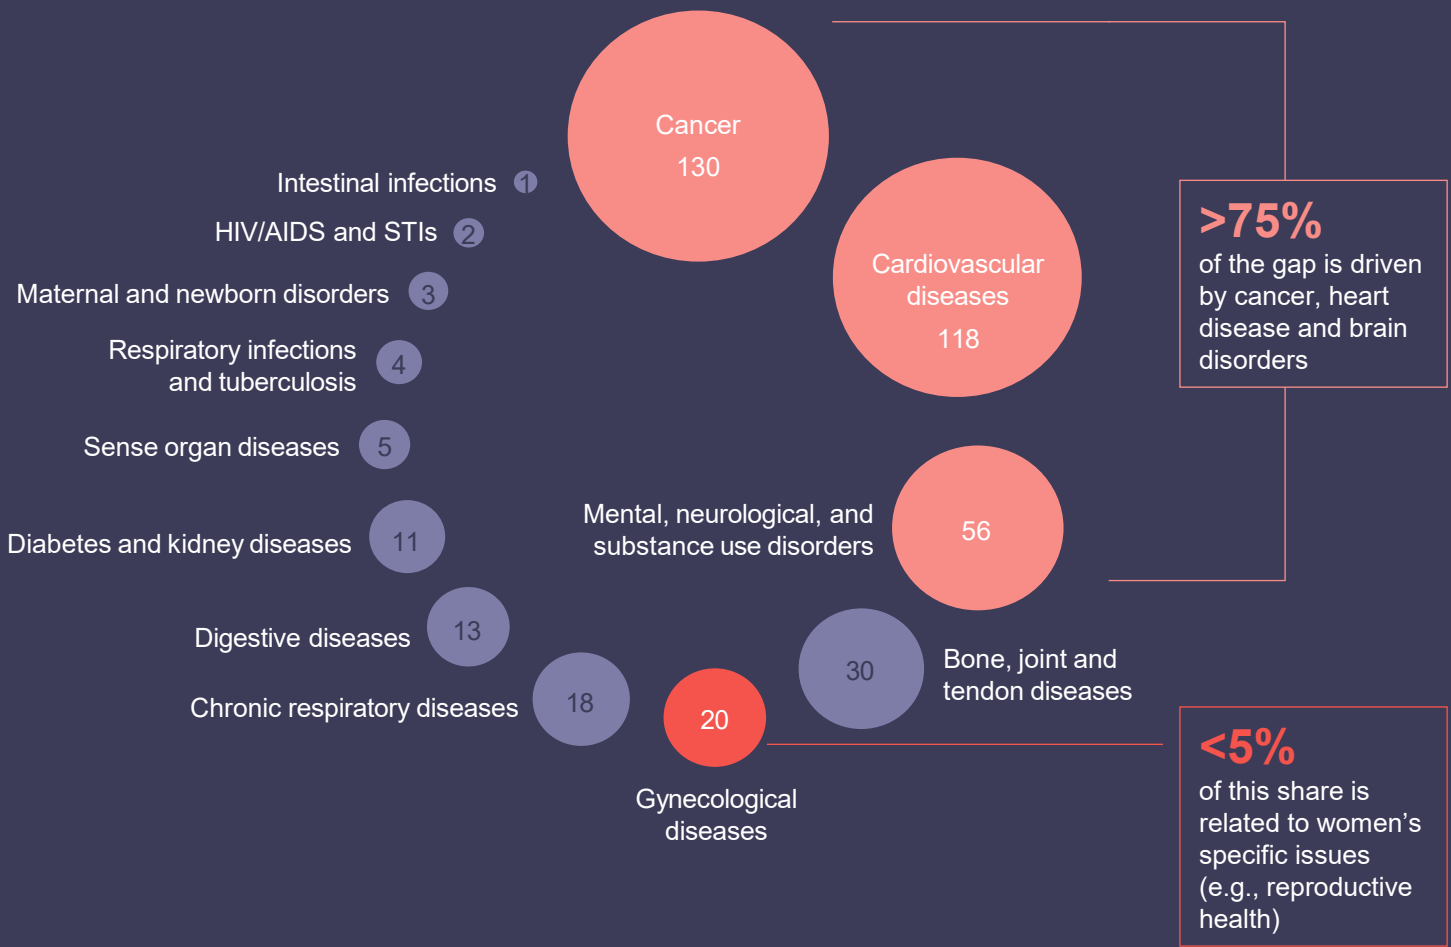 Cancer
130
Intestinal infections 1
HIV/AIDS and STIs 2
Maternal and newborn disorders 3
Respiratory infections
and tuberculosis
4
Sense organ diseases 5
Diabetes and kidney diseases 11
Digestive diseases 13
Chronic respiratory diseases 18
20
Gynecological
diseases
30
Bone, joint and
tendon diseases
Mental, neurological, and
substance use disorders
56
Cardiovascular
diseases
118
>75%
of the gap is driven
by cancer, heart
disease and brain
disorders
<5%
of this share is
related to women’s
specific issues
(e.g., reproductive
health)